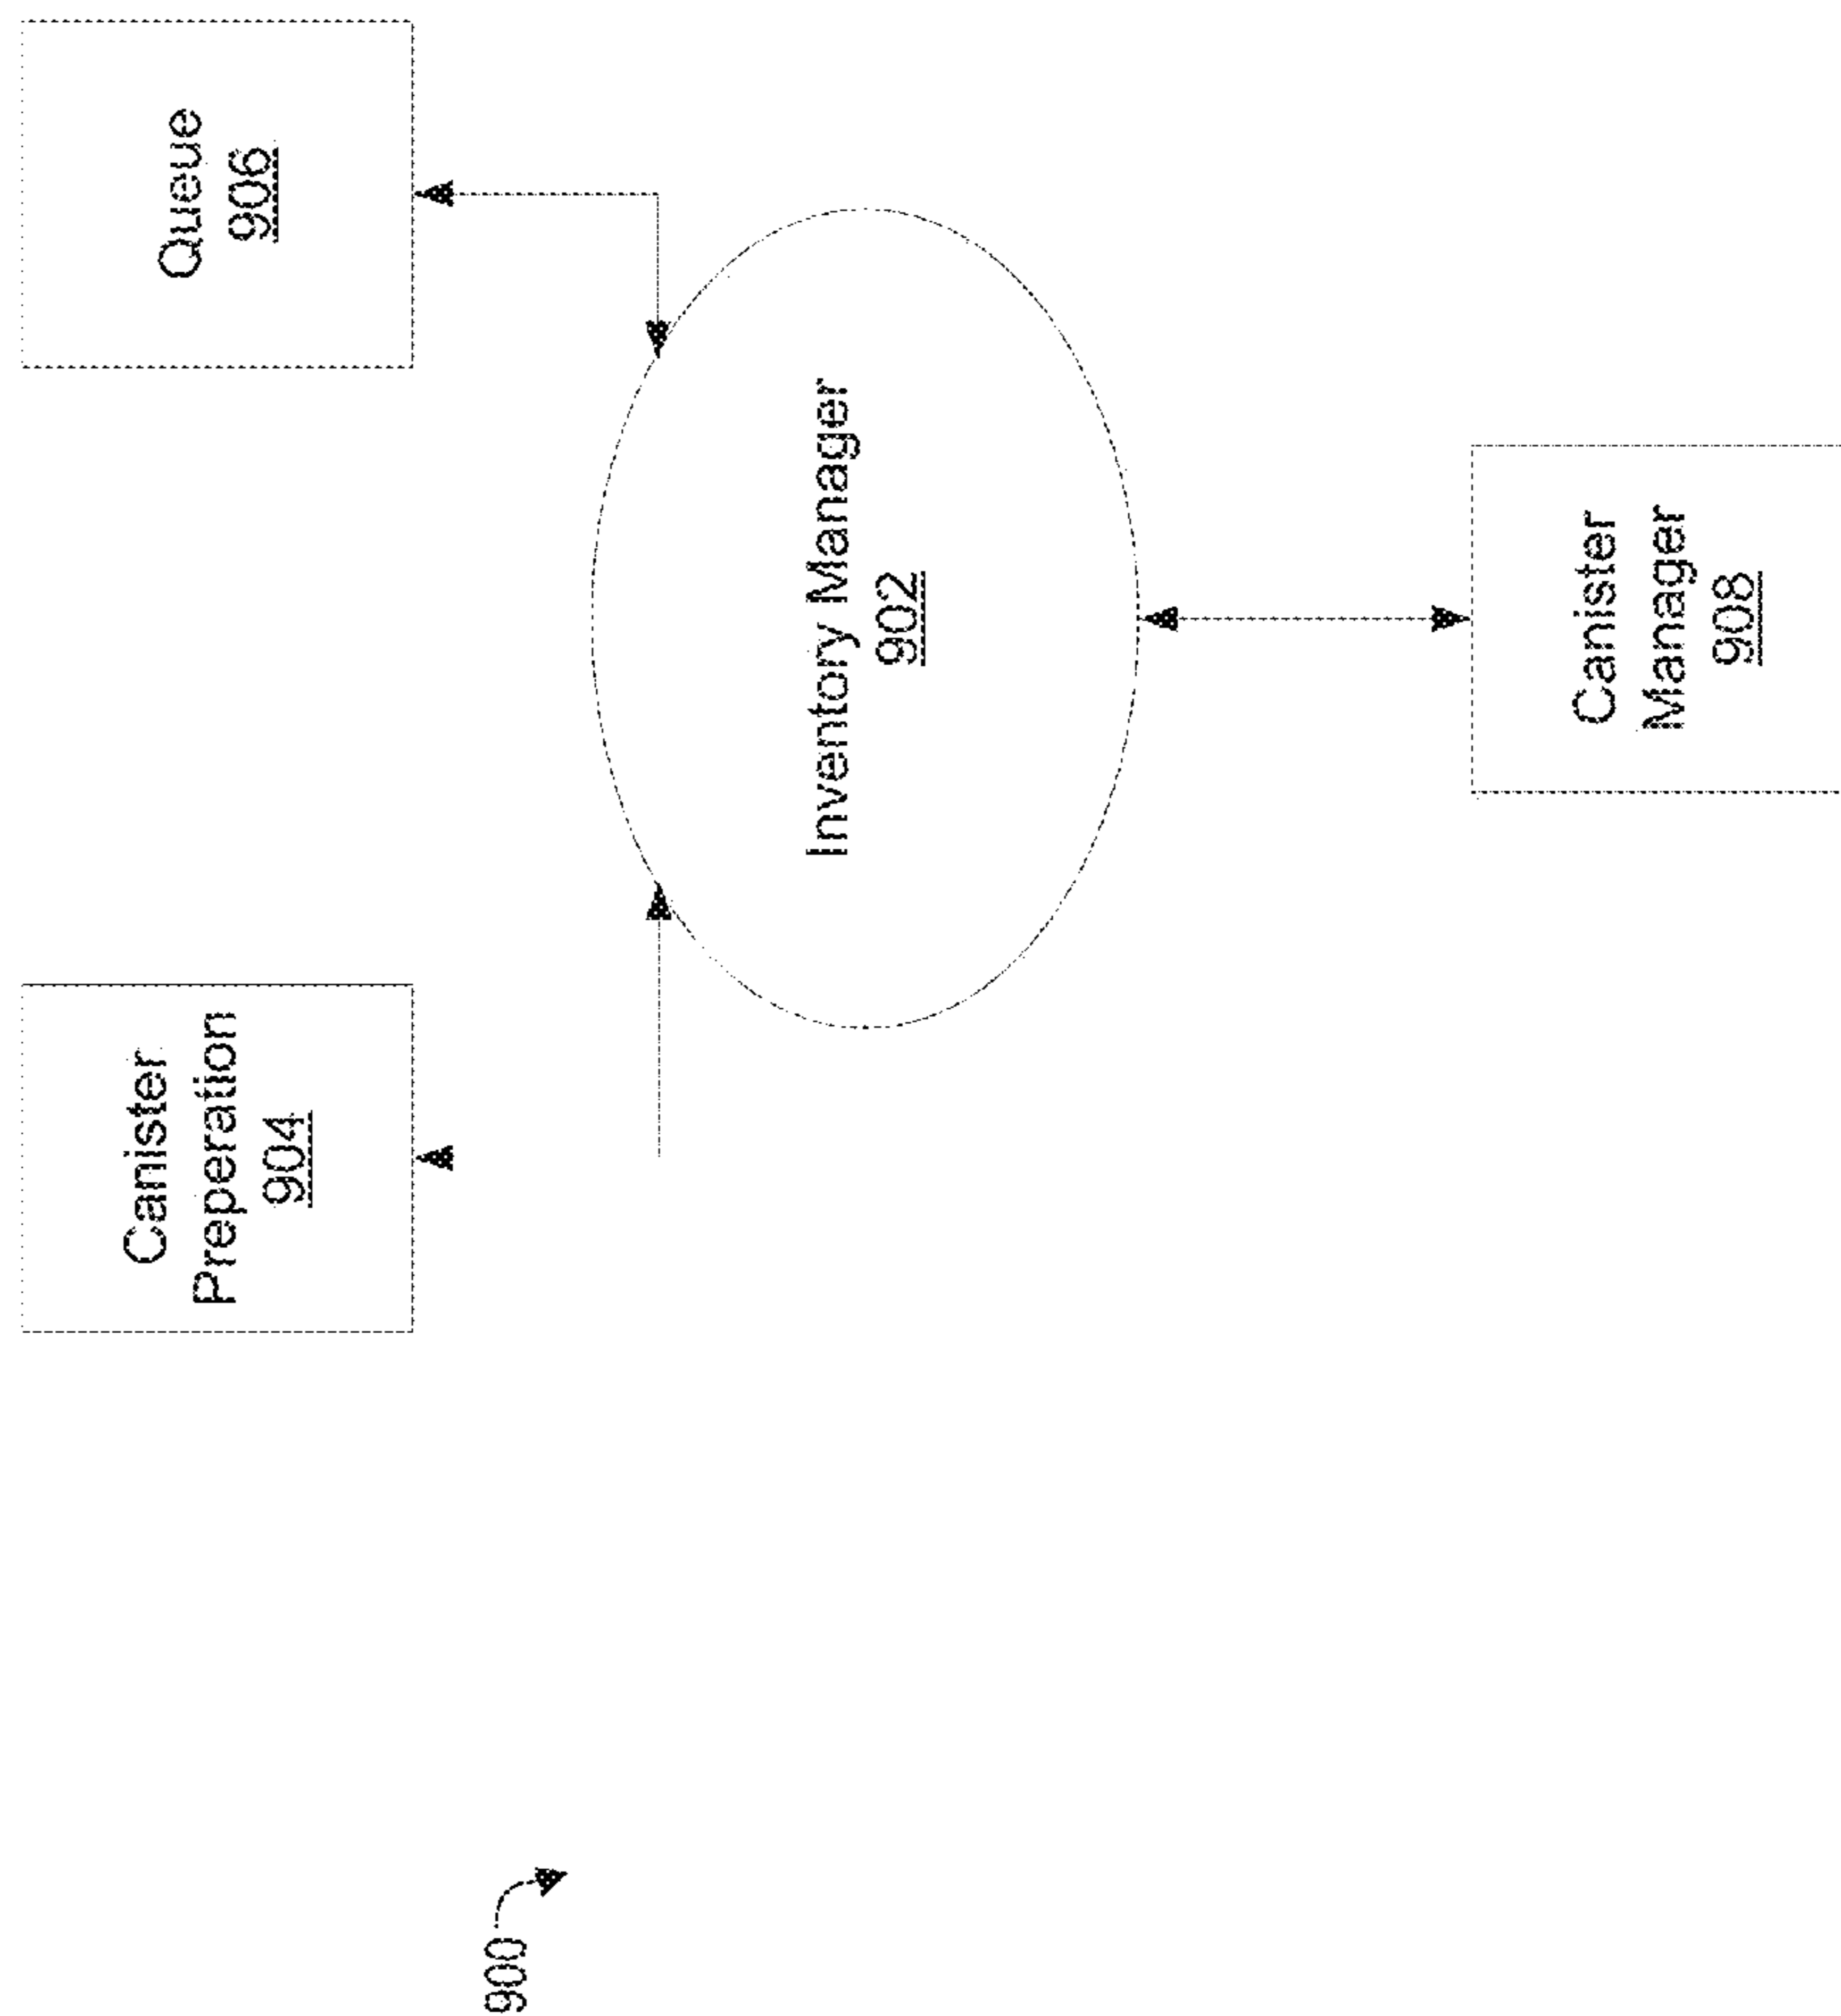 900
Canister
Preperation
904
Queue
906
Inventory Manager
902
Canister
Manager
908